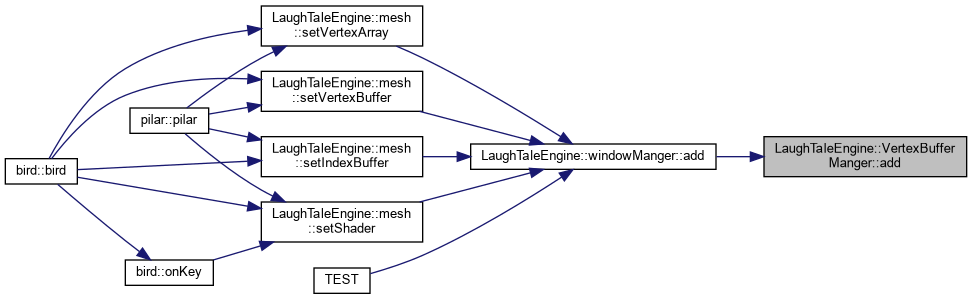 LaughTaleEngine::mesh
::setVertexArray
LaughTaleEngine::mesh
::setVertexBuffer
pilar::pilar
LaughTaleEngine::mesh
::setIndexBuffer
LaughTaleEngine::windowManger::add
LaughTaleEngine::VertexBuffer
Manger::add
bird::bird
LaughTaleEngine::mesh
::setShader
bird::onKey
TEST